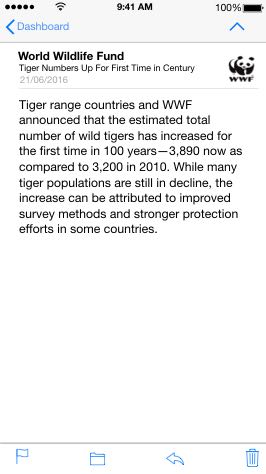 9:41 AM
100%
Dashboard
World Wildlife Fund
Tiger Numbers Up For First Time in Century
21/06/2016
WWF
Tiger range countries and WWF
announced that the estimated total
number of wild tigers has increased for
the first time in 100 years—3,890 now as
compared to 3,200 in 2010. While many
tiger populations are still in decline, the
increase can be attributed to improved
survey methods and stronger protection
efforts in some countries.